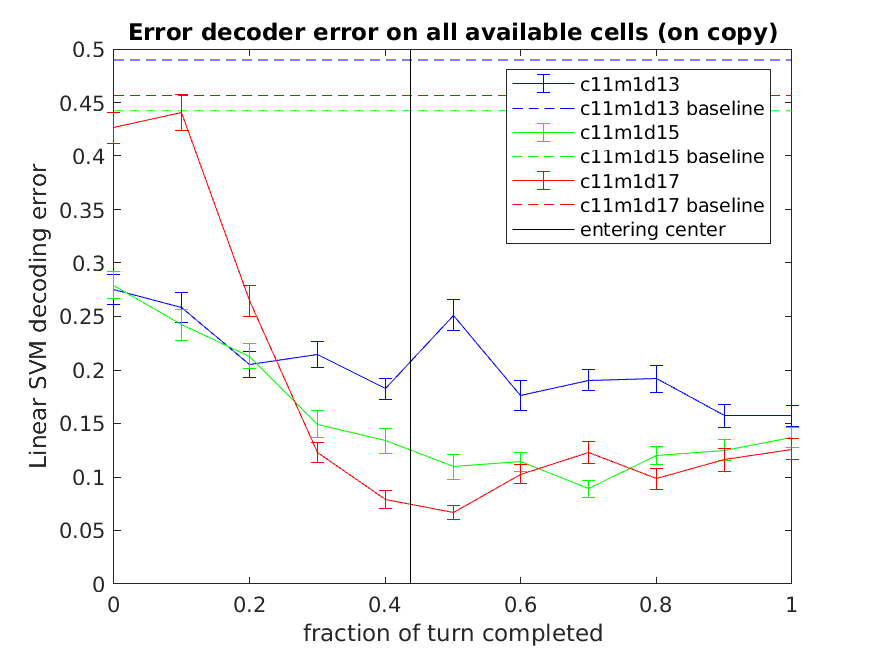 Error decoder error on all available cells (on copy)
0.5
0.45
0.4
0.35
0.3
0.25
0.2
0.15
0.1
0.05
0
Linear SVM decoding error
c11m1d13
c11m1d13 baseline
c11m1d15
c11m1d15 baseline
c11m1d17
c11m1d17 baseline
entering center
0 0.2 0.4 0.6 0.8 1
fraction of turn completed